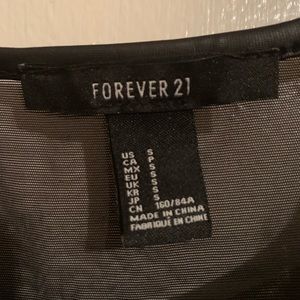 FOREVER 21
US S
CA P
MX S
EU S
UK S
KR S
JP S
CN 160/84A
MADE IN CHINA
FABRIQUÉ EN CHINE